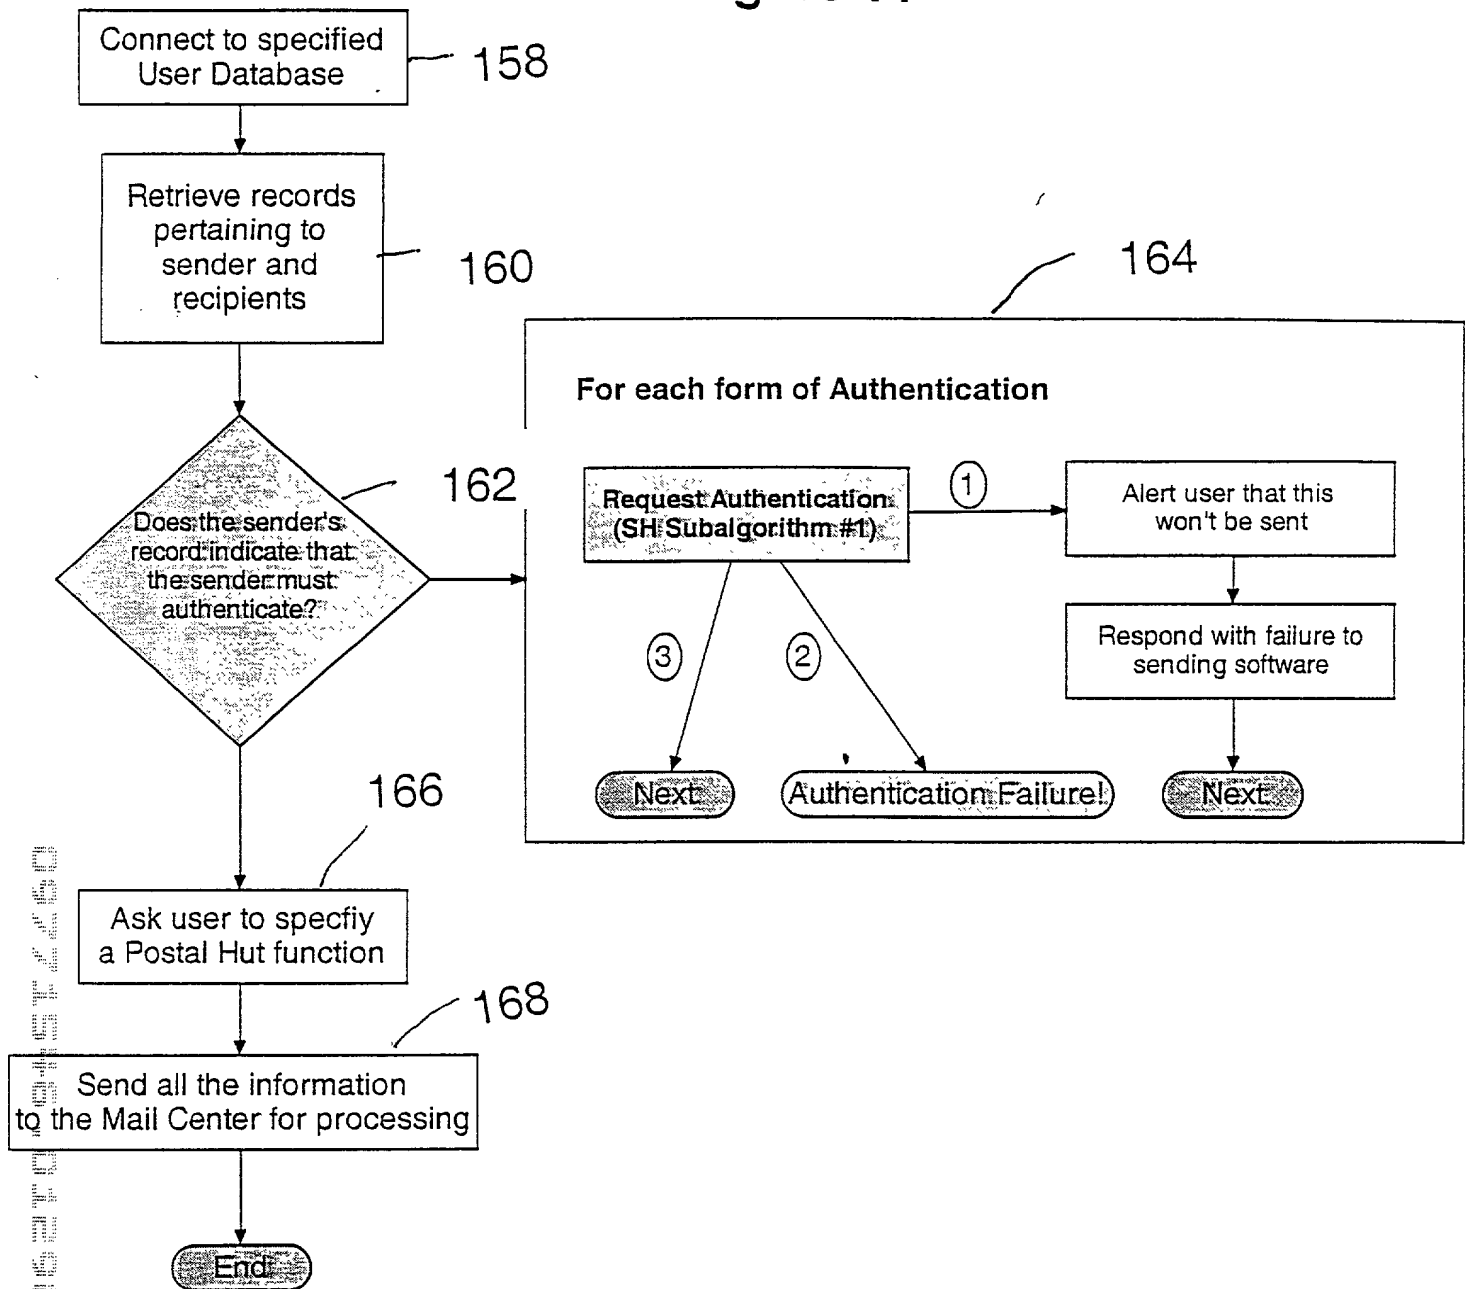 Connect to specified
User Database
158
Retrieve records
pertaining to
sender and
recipients
160
164
For each form of Authentication
162
Does the sender's
record indicate that
the sender must
authenticate?
Request Authentication
(SH Subalgorithm #1)
1
Alert user that this
won't be sent
3
2
Respond with failure to
sending software
Next
Authentication Failure!
Next
166
Ask user to specfiy
a Postal Hut function
168
Send all the information
to the Mail Center for processing
End